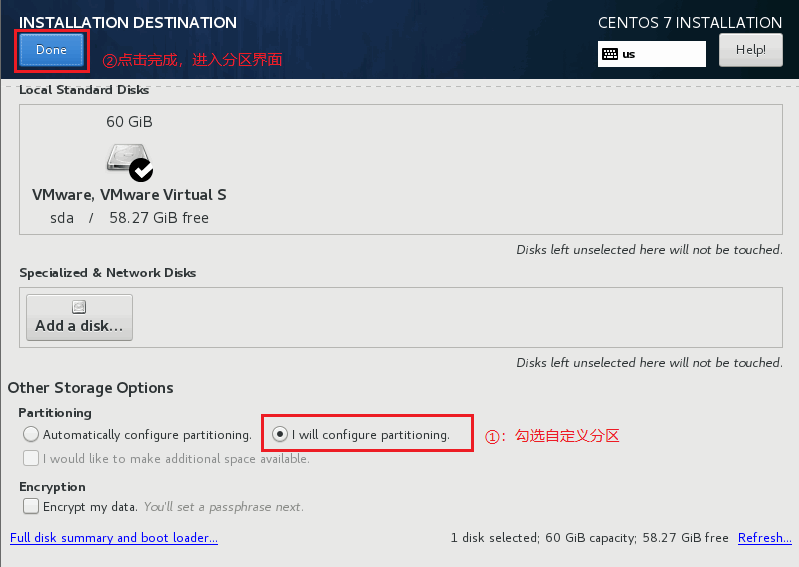 INSTALLATION DESTINATION
CENTOS 7 INSTALLATION
Done
②点击完成，进入分区界面
us
Help!
Local Standard Disks
60 GiB
VMware, VMware Virtual S
sda / 58.27 GiB free
Disks left unselected here will not be touched.
Specialized & Network Disks
Add a disk...
Disks left unselected here will not be touched.
Other Storage Options
Partitioning
Automatically configure partitioning.
I will configure partitioning.
①：勾选自定义分区
I would like to make additional space available.
Encryption
Encrypt my data. You'll set a passphrase next.
Full disk summary and boot loader...
1 disk selected; 60 GiB capacity; 58.27 GiB free
Refresh...